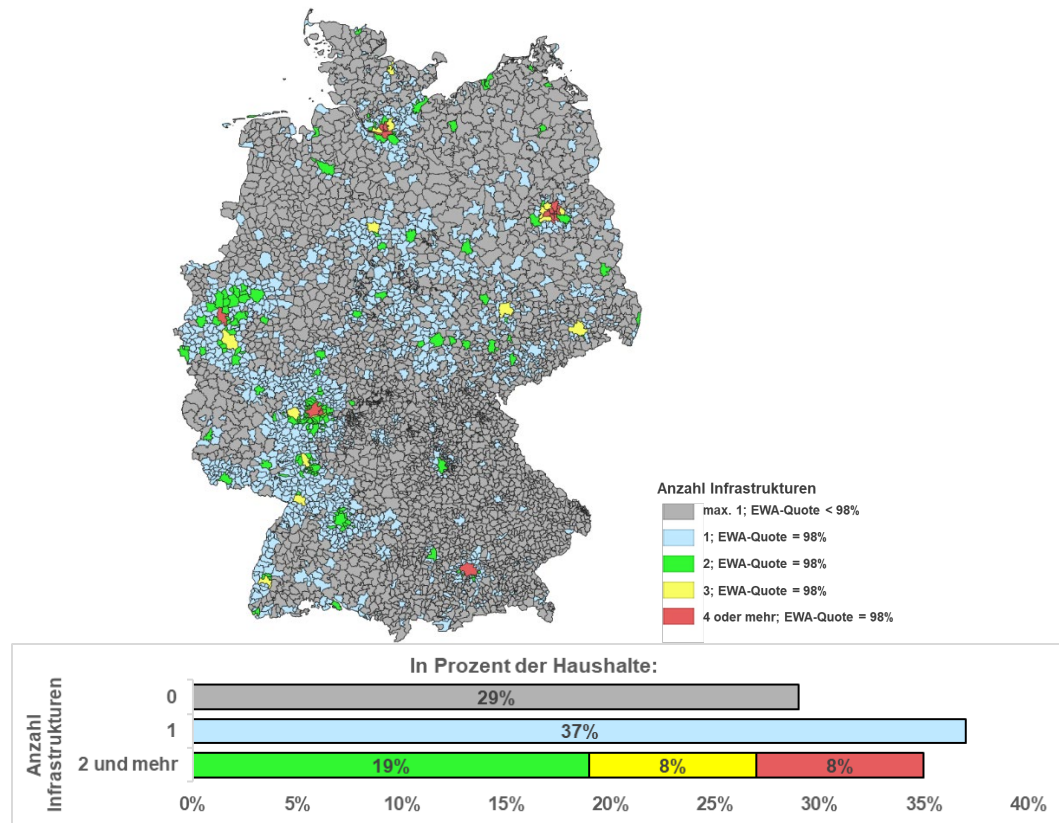 Anzahl Infrastrukturen
max. 1; EWA-Quote < 98%
1; EWA-Quote = 98%
2; EWA-Quote = 98%
3; EWA-Quote = 98%
4 oder mehr; EWA-Quote = 98%
In Prozent der Haushalte:
Anzahl
Infrastrukturen
0
29%
1
37%
2 und mehr
19%
8%
8%
0%
5%
10%
15%
20%
25%
30%
35%
40%